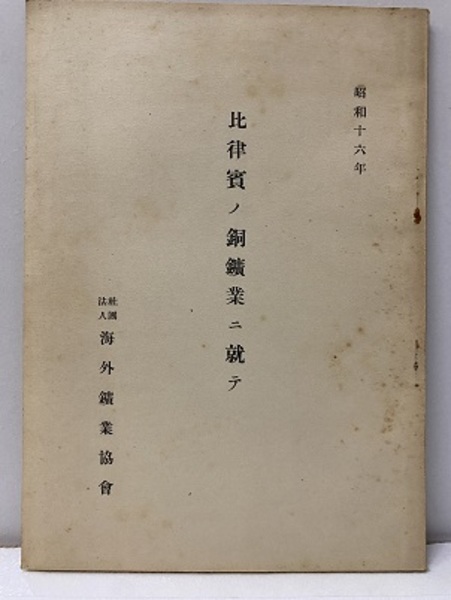 昭和十六年
比律賓ノ銅鑛業ニ就テ
社團法人 海外鑛業協會